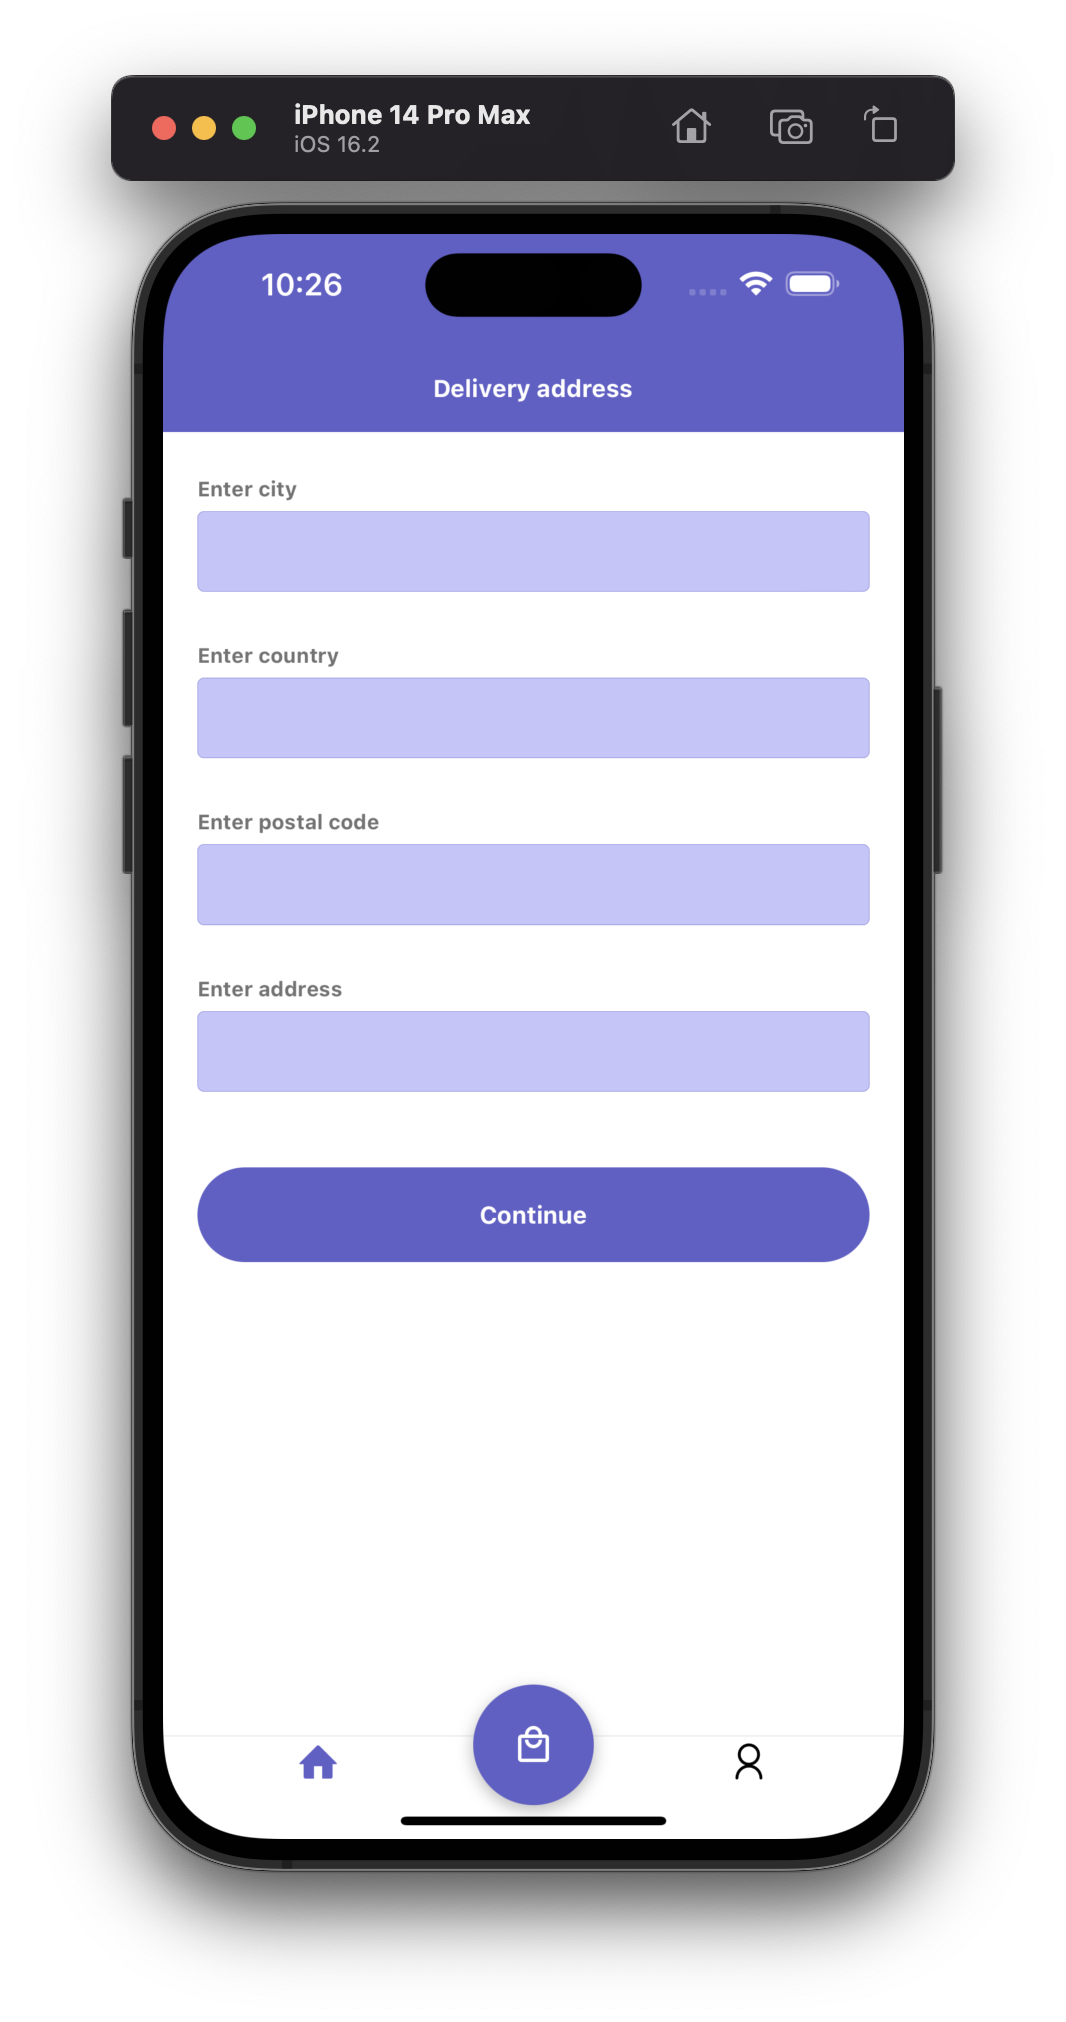 iPhone 14 Pro Max
iOS 16.2
10:26
Delivery address
Enter city
Enter country
Enter postal code
Enter address
Continue